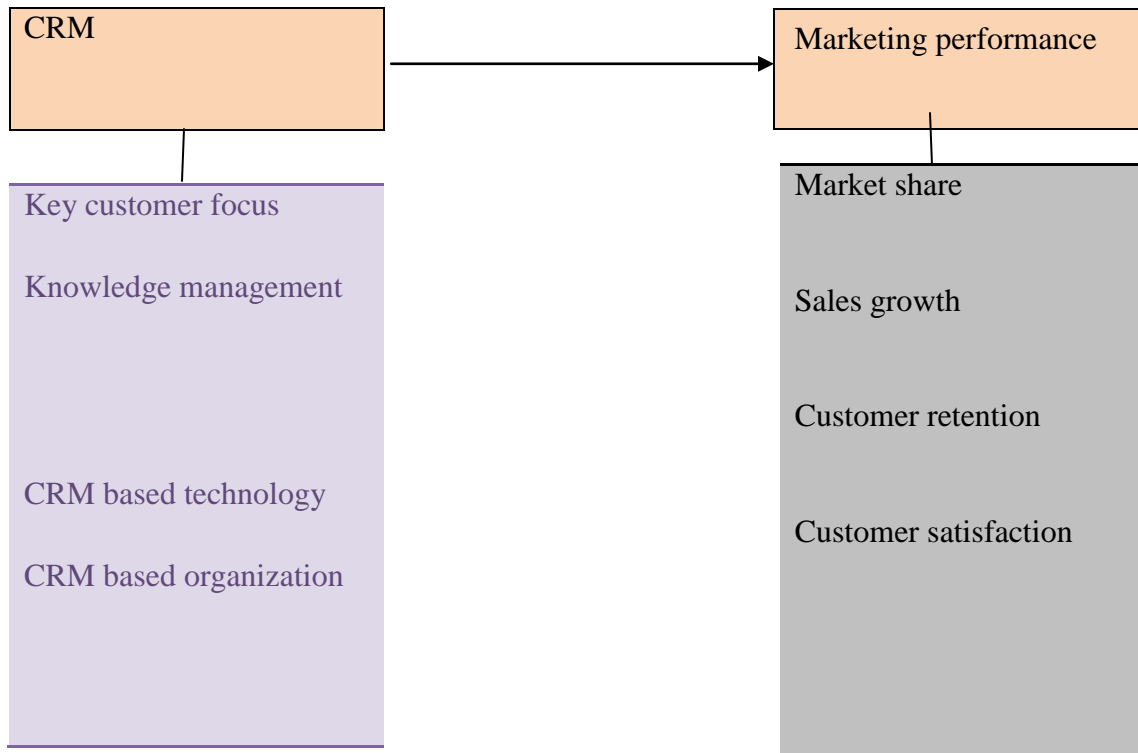 CRM
Marketing performance
Key customer focus
Knowledge management
CRM based technology
CRM based organization
Market share
Sales growth
Customer retention
Customer satisfaction